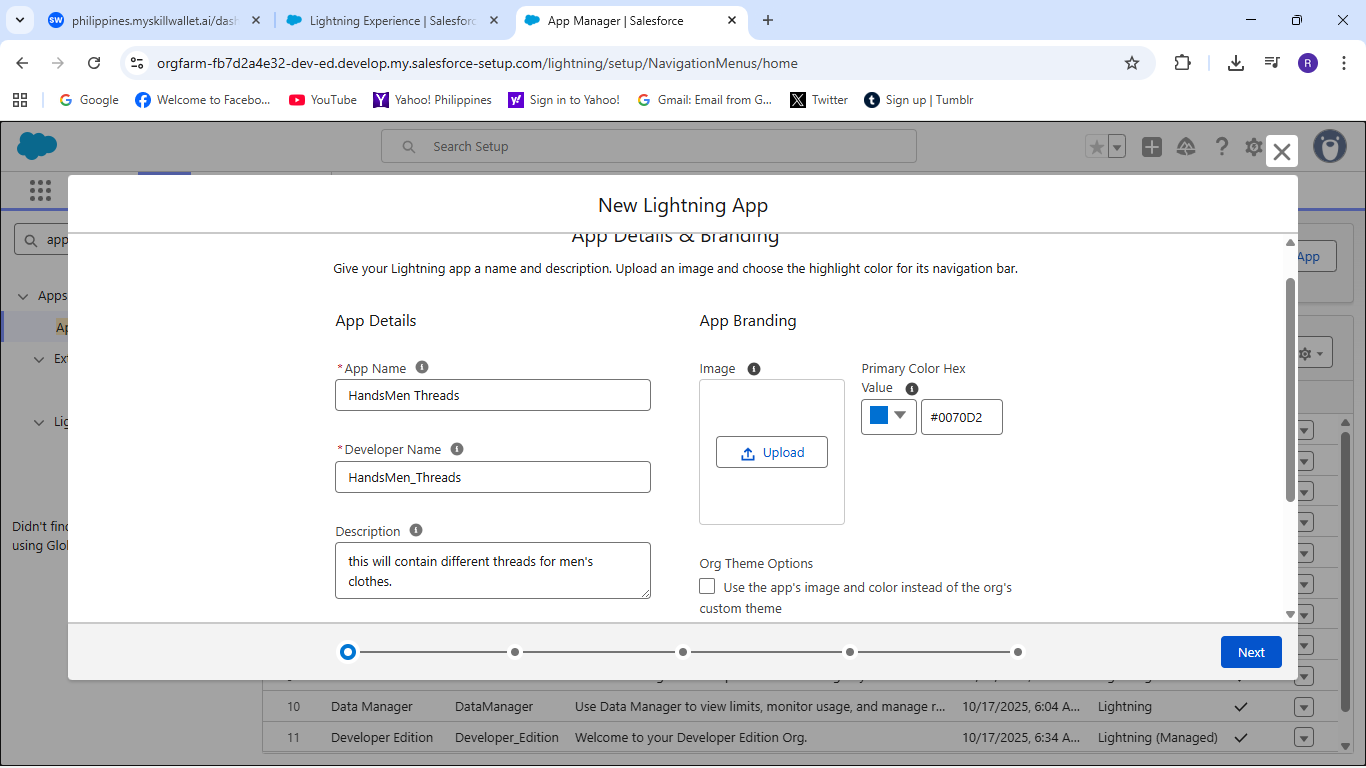 SW philippines.myskillwallet.ai/dash
Lightning Experience | Salesforc
App Manager | Salesforce
orgfarm-fb7d2a4e32-dev-ed.develop.my.salesforce-setup.com/lightning/setup/NavigationMenus/home
R
Google
Welcome to Facebo...
YouTube
Yahoo! Philippines
Sign in to Yahoo!
Gmail: Email from G...
Twitter
Sign up | Tumblr
Search Setup
New Lightning App
app
App
Apps
Ap
Ext
Lig
Didn't find
using Glo
App Details & Branding
Give your Lightning app a name and description. Upload an image and choose the highlight color for its navigation bar.
App Details
*App Name
HandsMen Threads
*Developer Name
HandsMen_Threads
Description
this will contain different threads for men's
clothes.
App Branding
Image
Upload
Primary Color Hex
Value
#0070D2
Org Theme Options
Use the app's image and color instead of the org's
custom theme
Next
10 Data Manager DataManager Use Data Manager to view limits, monitor usage, and manage r... 10/17/2025, 6:04 A... Lightning
11 Developer Edition Developer_Edition Welcome to your Developer Edition Org. 10/17/2025, 6:34 A... Lightning (Managed)